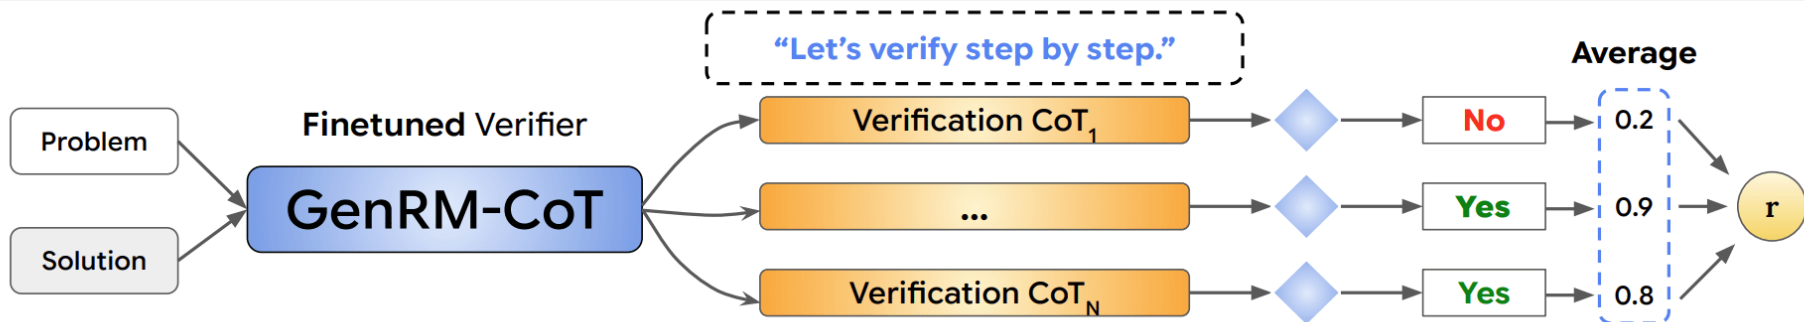 “Let’s verify step by step.”
Average
Problem
Solution
Finetuned Verifier
GenRM-CoT
Verification CoT1
No
0.2
...
Yes
0.9
Verification CoTN
Yes
0.8
r